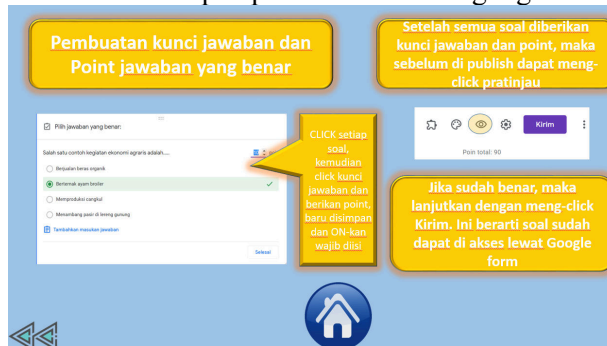 Pembuatan kunci jawaban dan
Point jawaban yang benar
Setelah semua soal diberikan
kunci jawaban dan point, maka
sebelum di publish dapat meng-
click pratinjau
Pilih jawaban yang benar:
Salah satu contoh kegiatan ekonomi agraris adalah....
Berjualan beras organik
Berternak ayam broiler
Memproduksi cangkul
Menambang pasir di lereng gunung
Tambahkan masukan jawaban
Selesai
CLICK setiap
soal,
kemudian
click kunci
jawaban dan
berikan point,
baru disimpan
dan ON-kan
wajib diisi
Kirim
Poin total: 90
Jika sudah benar, maka
lanjutkan dengan meng-click
Kirim. Ini berarti soal sudah
dapat di akses lewat Google
form